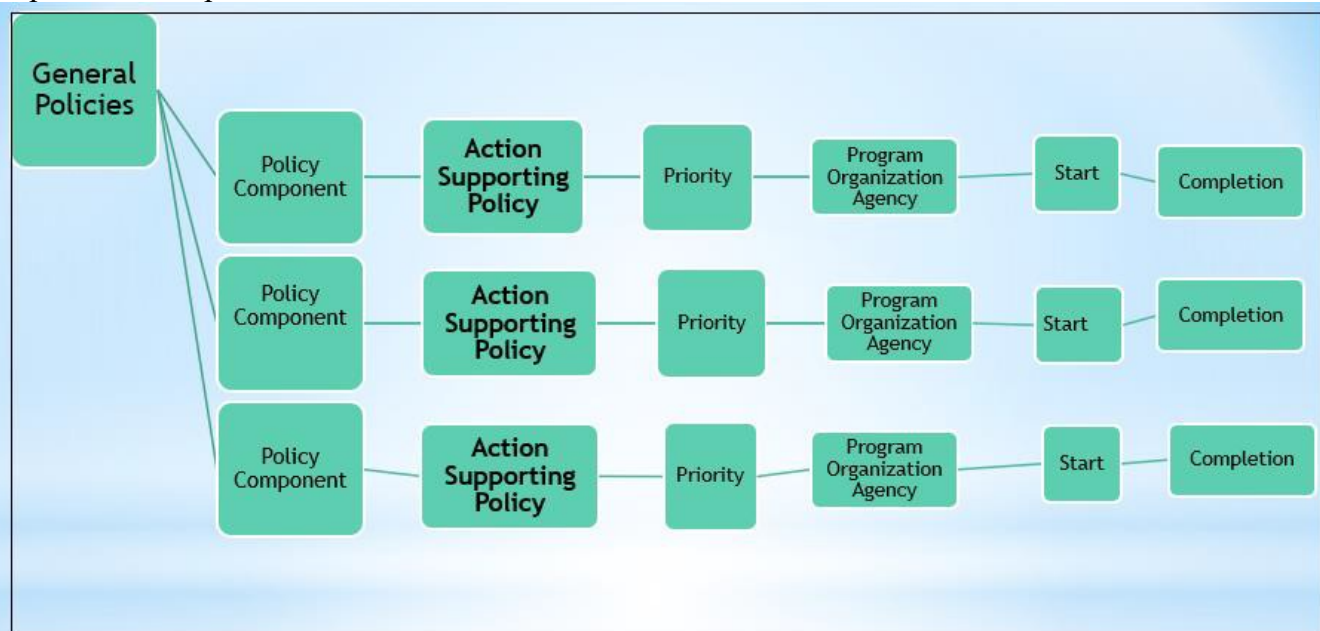 General
Policies
Policy
Component
Action
Supporting
Policy
Priority
Program
Organization
Agency
Start
Completion
Policy
Component
Action
Supporting
Policy
Priority
Program
Organization
Agency
Start
Completion
Policy
Component
Action
Supporting
Policy
Priority
Program
Organization
Agency
Start
Completion